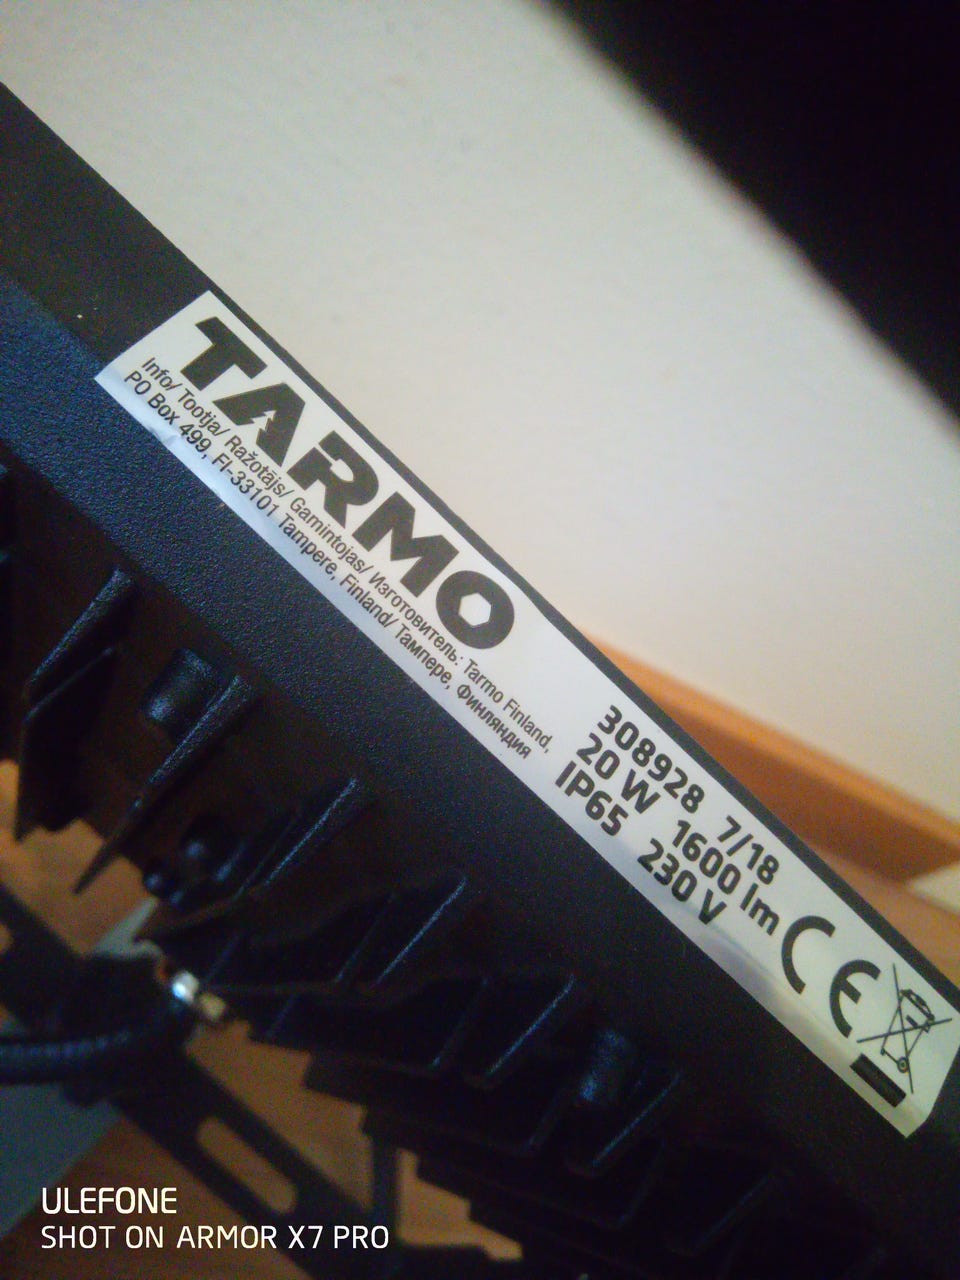 TARMO
Info/ Tootja/ Ražotājs/ Gamintojas/ Изготовитель: Tarmo Finland,
PO Box 499, FI-33101 Tampere, Finland/ Тампере, Финляндия
308928 7/18
20 W 1600 lm
IP65 230 V
CE
ULEFONE
SHOT ON ARMOR X7 PRO